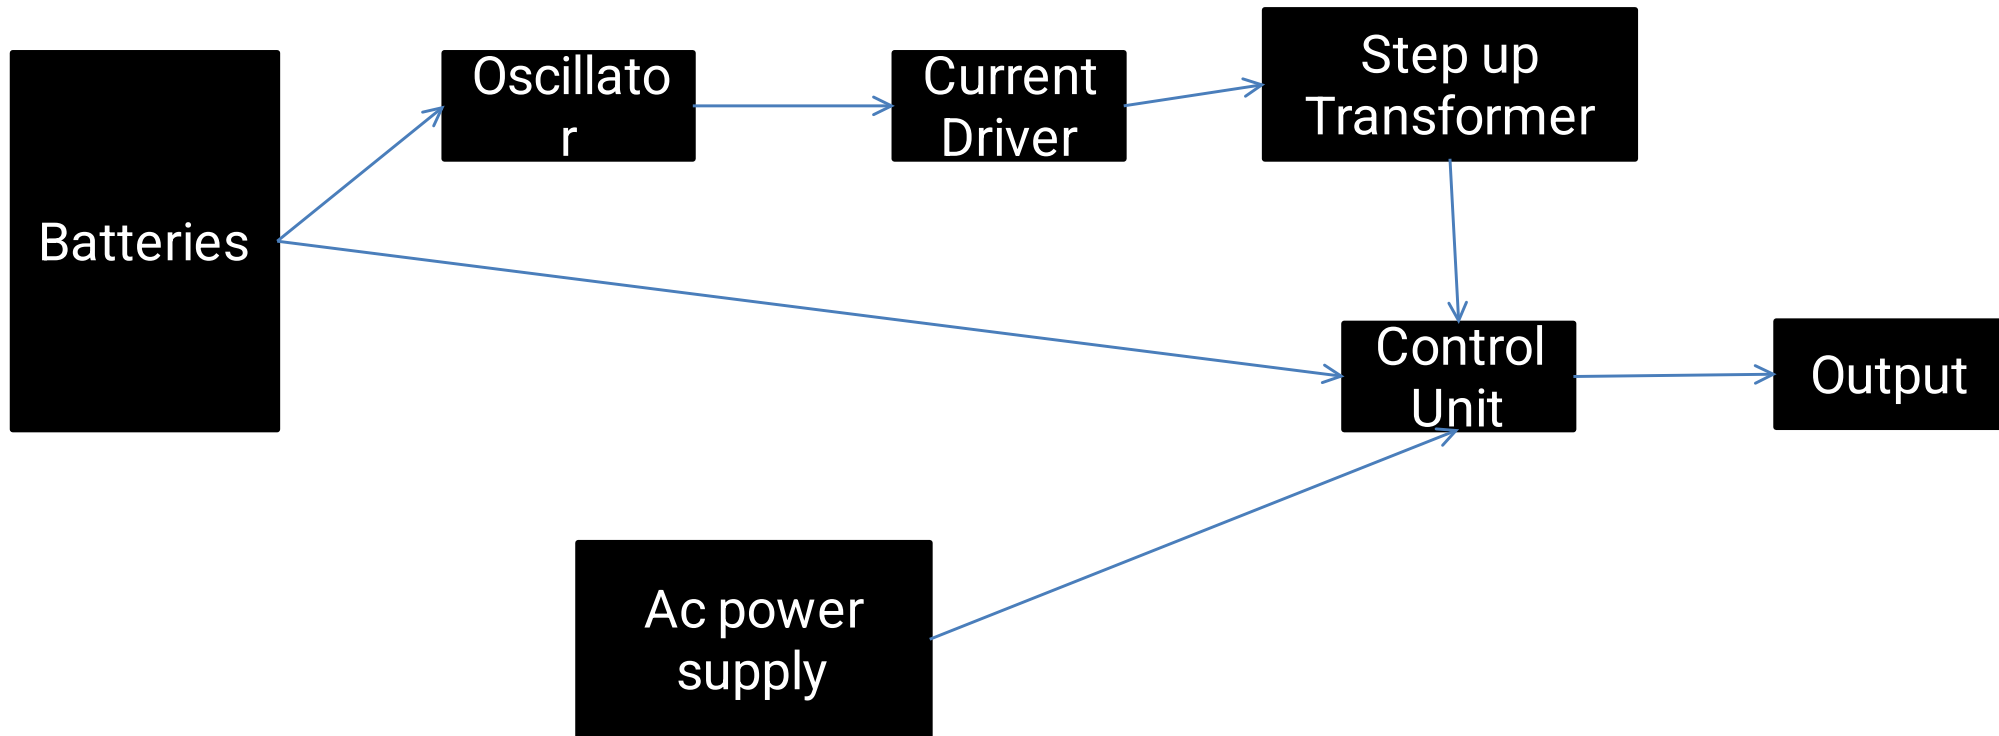 Oscillato
r
Current
Driver
Step up
Transformer
Batteries
Control
Unit
Output
Ac power
supply